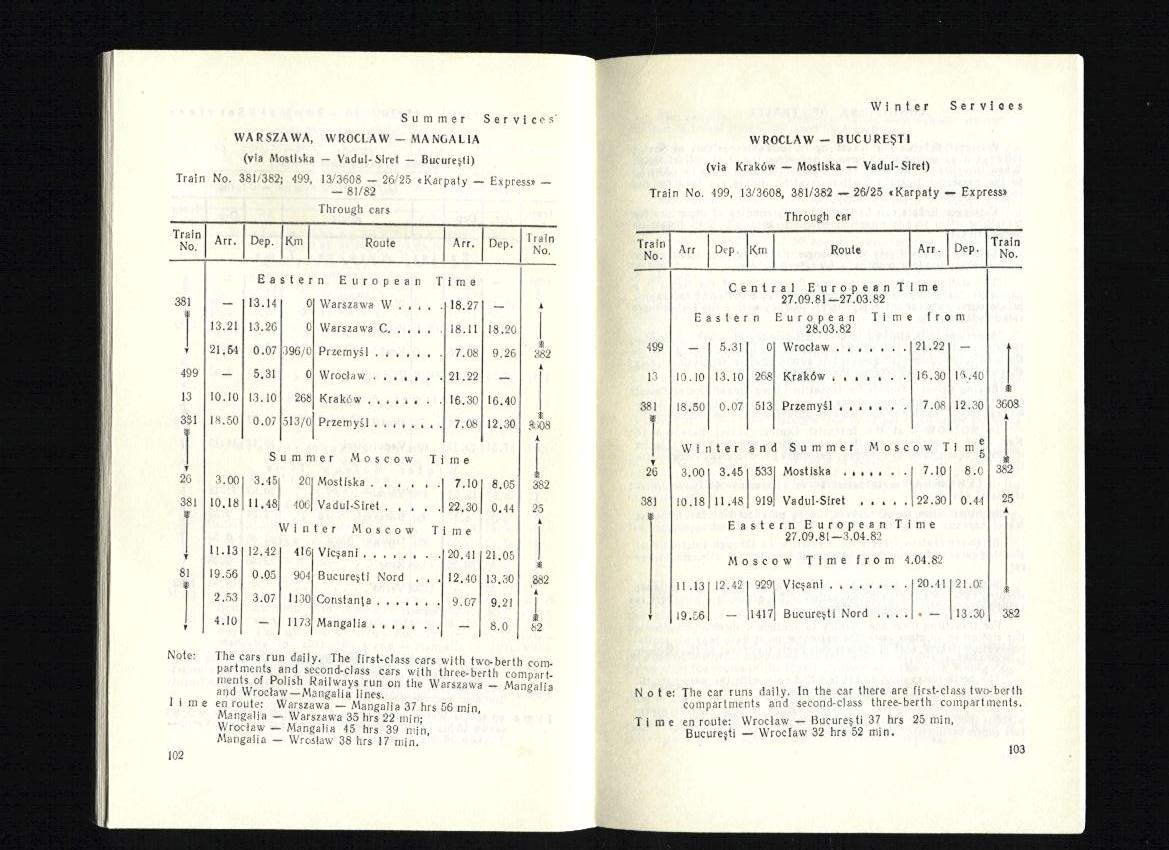 Summer Services
WARSZAWA, WROCLAW — MANGALIA
(via Mostiska — Vadul-Siret — Bucureşti)
Train No. 381/382; 499, 13/3608 — 26/25 «Karpaty — Express» —
— 81/82
Through cars
Train No. Arr. Dep. Km Route Arr. Dep. Train No.
Eastern European Time
381 — 13.14 0 Warszawa W . . . . . 18.27 —
13.21 13.26 0 Warszawa C. . . . . . 18.11 18.20
21.54 0.07 396/0 Przemyśl . . . . . . . 7.08 9.26 382
499 — 5.31 0 Wrocław . . . . . . . 21.22 —
13 10.10 13.10 268 Kraków . . . . . . . . 16.30 16.40
381 18.50 0.07 513/0 Przemyśl . . . . . . . . 7.08 12.30 3608
Summer Moscow Time
26 3.00 3.45 20 Mostiska . . . . . . 7.10 8.05 382
381 10.18 11.48 406 Vadul-Siret . . . . . 22.30 0.44 25
Winter Moscow Time
11.13 12.42 416 Vicşani . . . . . . . . 20.41 21.05
81 19.56 0.05 904 Bucureşti Nord . . . 12.40 13.30 382
2.53 3.07 1130 Constanţa . . . . . . . 9.07 9.21
4.10 — 1173 Mangalia . . . . . . . — 8.0 82
Note: The cars run daily. The first-class cars with two-berth com-
partments and second-class cars with three-berth compart-
ments of Polish Railways run on the Warszawa — Mangalia
and Wrocław—Mangalia lines.
Time en route: Warszawa — Mangalia 37 hrs 56 min,
Mangalia — Warszawa 35 hrs 22 min;
Wrocław — Mangalia 45 hrs 39 min,
Mangalia — Wrosław 38 hrs 17 min.
102
Winter Services
WROCLAW — BUCUREŞTI
(via Kraków — Mostiska — Vadul-Siret)
Train No. 499, 13/3608, 381/382 — 26/25 «Karpaty — Express»
Through car
Train No. Arr Dep. Km Route Arr. Dep. Train No.
Central European Time
27.09.81—27.03.82
Eastern European Time from
28.03.82
499 — 5.31 0 Wrocław . . . . . . . 21.22 —
13 10.10 13.10 268 Kraków . . . . . . . 16.30 16.40
381 18.50 0.07 513 Przemyśl . . . . . . . 7.08 12.30 3608
Winter and Summer Moscow Time
26 3.00 3.45 533 Mostiska . . . . . . . 7.10 8.05 382
381 10.18 11.48 919 Vadul-Siret . . . . . 22.30 0.44 25
Eastern European Time
27.09.81—3.04.82
Moscow Time from 4.04.82
11.13 12.42 929 Vicşani . . . . . . . . 20.41 21.05
19.56 — 1417 Bucureşti Nord . . . . — 13.30 382
Note: The car runs daily. In the car there are first-class two-berth
compartments and second-class three-berth compartments.
Time en route: Wrocław — Bucureşti 37 hrs 25 min,
Bucureşti — Wrocław 32 hrs 52 min.
103